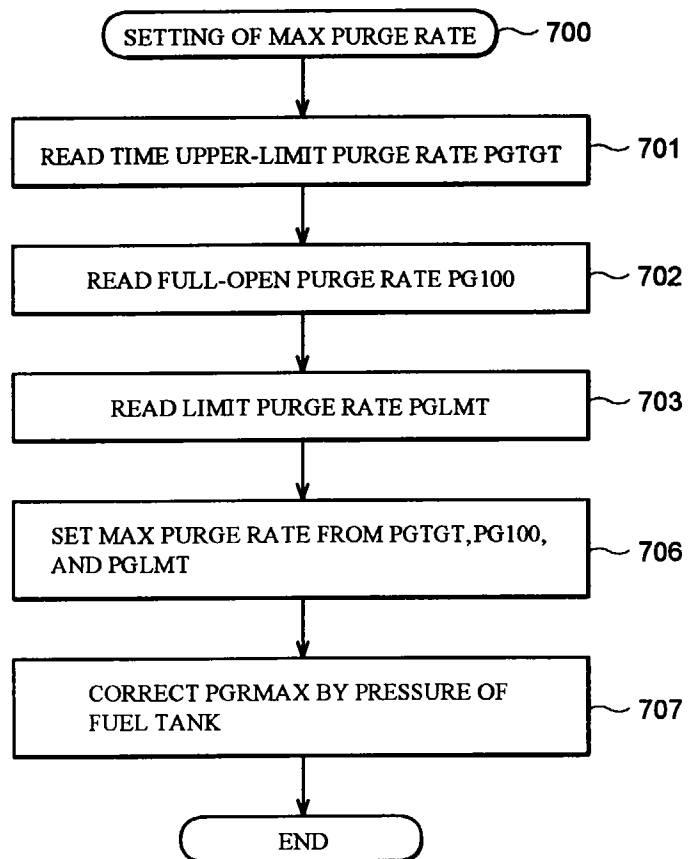 SETTING OF MAX PURGE RATE 700
READ TIME UPPER-LIMIT PURGE RATE PGTGT 701
READ FULL-OPEN PURGE RATE PG100 702
READ LIMIT PURGE RATE PGLMT 703
SET MAX PURGE RATE FROM PGTGT,PG100,
AND PGLMT 706
CORRECT PGRMAX BY PRESSURE OF
FUEL TANK 707
END